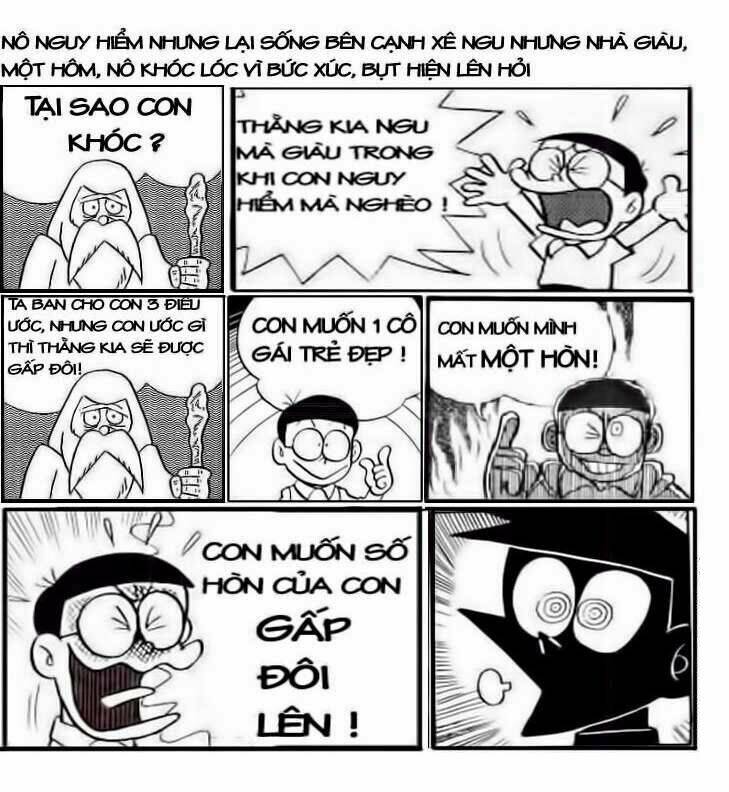 NÔ NGUY HIỂM NHƯNG LẠI SỐNG BÊN CẠNH XÊ NGU NHƯNG NHÀ GIÀU,
MỘT HÔM, NÔ KHÓC LÓC VÌ BỨC XÚC, BỤT HIỆN LÊN HỎI
TẠI SAO CON
KHÓC ?
THẰNG KIA NGU
MÀ GIÀU TRONG
KHI CON NGUY
HIỂM MÀ NGHÈO !
TA BAN CHO CON 3 ĐIỀU
ƯỚC, NHƯNG CON ƯỚC GÌ
THÌ THẰNG KIA SẼ ĐƯỢC
GẤP ĐÔI!
CON MUỐN 1 CÔ
GÁI TRẺ ĐẸP !
CON MUỐN MÌNH
MẤT MỘT HÒN!
CON MUỐN SỐ
HÒN CỦA CON
GẤP
ĐÔI
LÊN !